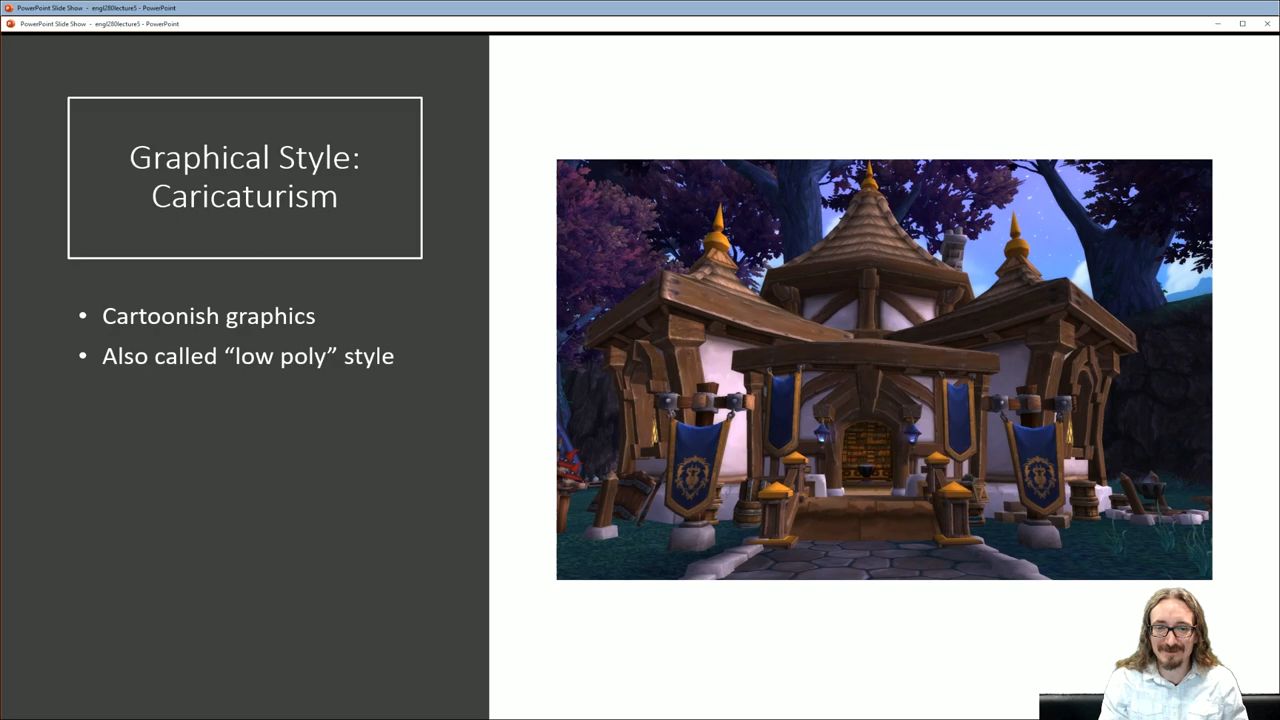 PowerPoint Slide Show - engl280lecture5 - PowerPoint
PowerPoint Slide Show - engl280lecture5 - PowerPoint
Graphical Style:
Caricaturism
• Cartoonish graphics
• Also called “low poly” style